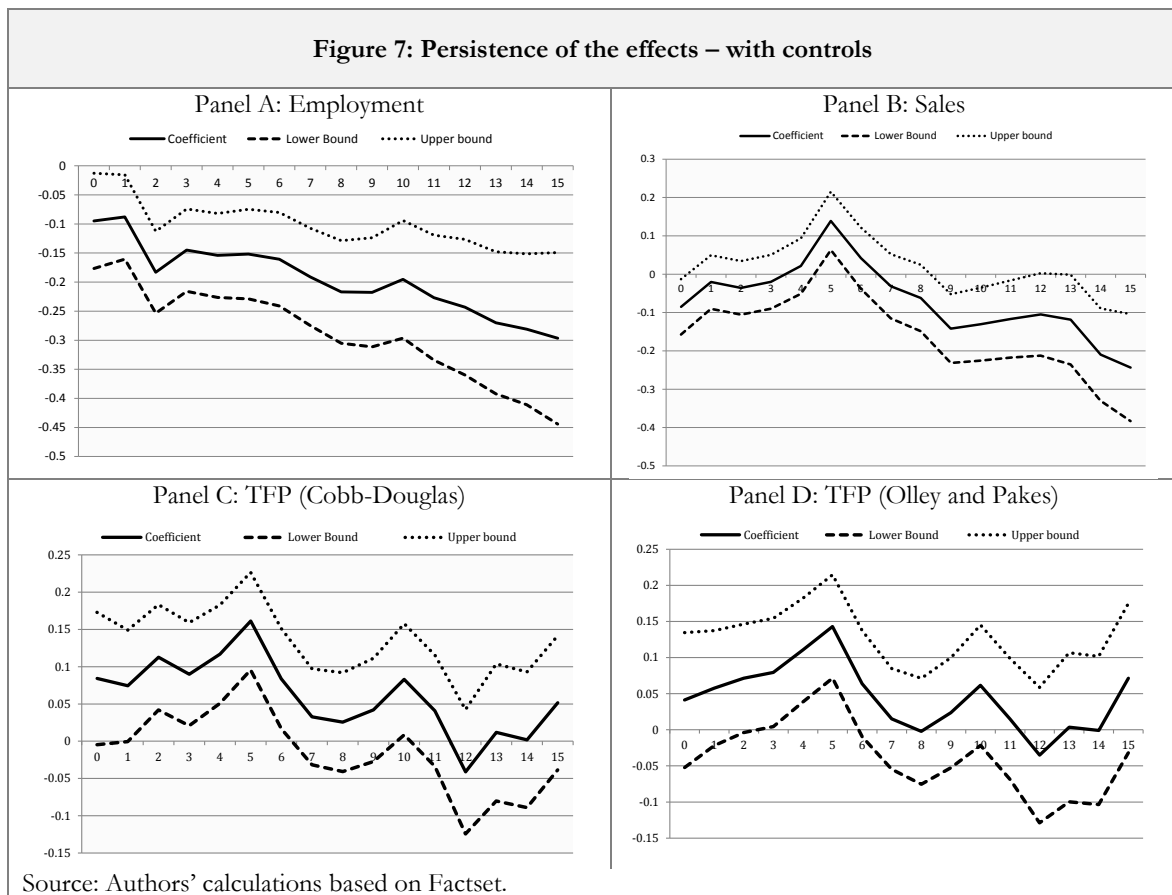 Figure 7: Persistence of the effects – with controls
Panel A: Employment
Coefficient Lower Bound Upper bound
0
0 1 2 3 4 5 6 7 8 9 10 11 12 13 14 15
-0.05
-0.1
-0.15
-0.2
-0.25
-0.3
-0.35
-0.4
-0.45
-0.5
Panel B: Sales
Coefficient Lower Bound Upper bound
0.3
0.2
0.1
0
0 1 2 3 4 5 6 7 8 9 10 11 12 13 14 15
-0.1
-0.2
-0.3
-0.4
-0.5
Panel C: TFP (Cobb-Douglas)
Coefficient Lower Bound Upper bound
0.25
0.2
0.15
0.1
0.05
0
0 1 2 3 4 5 6 7 8 9 10 11 12 13 14 15
-0.05
-0.1
-0.15
Panel D: TFP (Olley and Pakes)
Coefficient Lower Bound Upper bound
0.25
0.2
0.15
0.1
0.05
0
0 1 2 3 4 5 6 7 8 9 10 11 12 13 14 15
-0.05
-0.1
-0.15
Source: Authors’ calculations based on Factset.